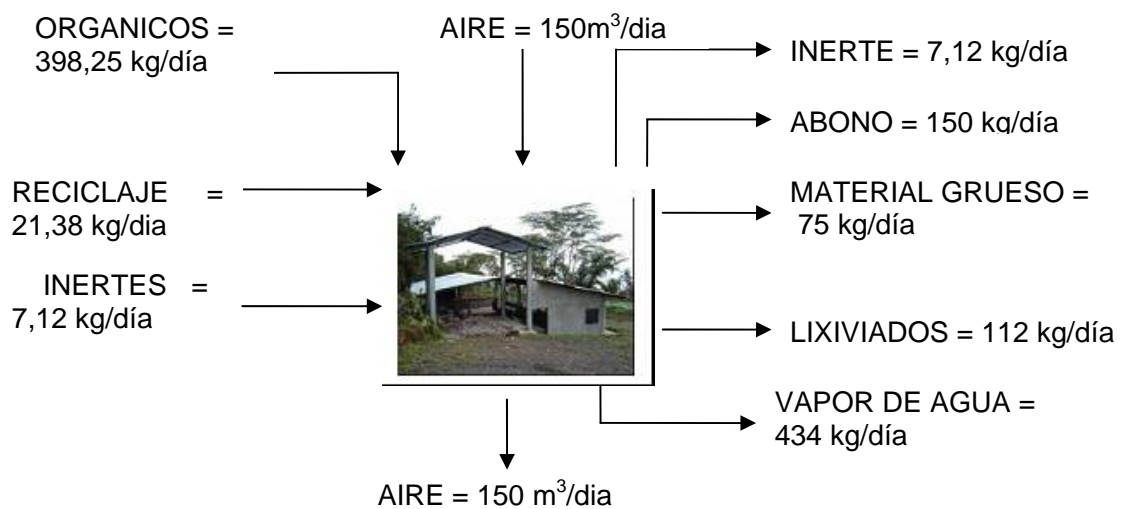 ORGANICOS =
398,25 kg/día
AIRE = 150m³/dia
INERTE = 7,12 kg/día
ABONO = 150 kg/día
RECICLAJE =
21,38 kg/dia
MATERIAL GRUESO =
75 kg/día
INERTES =
7,12 kg/día
LIXIVIADOS = 112 kg/día
VAPOR DE AGUA =
434 kg/día
AIRE = 150 m³/dia